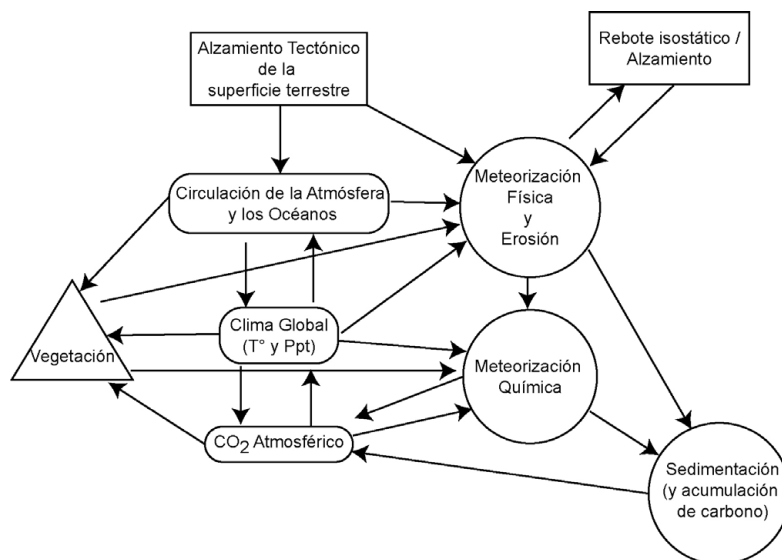 Alzamiento Tectónico
de la
superficie terrestre
Rebote isostático /
Alzamiento
Circulación de la Atmósfera
y los Océanos
Meteorización
Física
y
Erosión
Clima Global
(T° y Ppt)
Vegetación
Meteorización
Química
CO2 Atmosférico
Sedimentación
(y acumulación
de carbono)